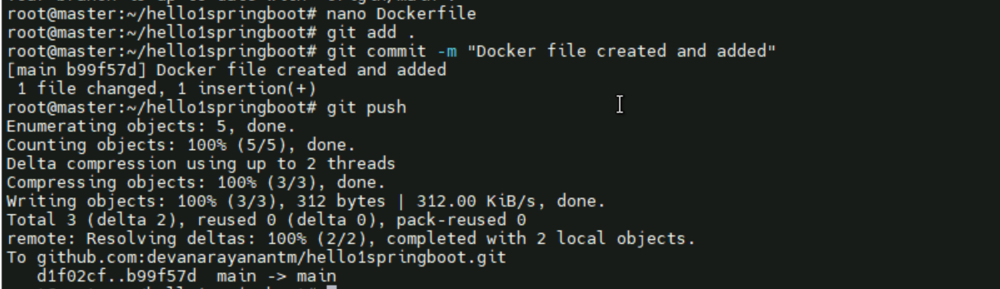 root@master:~/hello1springboot# nano Dockerfile
root@master:~/hello1springboot# git add .
root@master:~/hello1springboot# git commit -m "Docker file created and added"
[main b99f57d] Docker file created and added
 1 file changed, 1 insertion(+)
root@master:~/hello1springboot# git push
Enumerating objects: 5, done.
Counting objects: 100% (5/5), done.
Delta compression using up to 2 threads
Compressing objects: 100% (3/3), done.
Writing objects: 100% (3/3), 312 bytes | 312.00 KiB/s, done.
Total 3 (delta 2), reused 0 (delta 0), pack-reused 0
remote: Resolving deltas: 100% (2/2), completed with 2 local objects.
To github.com:devanarayanantm/hello1springboot.git
   d1f02cf..b99f57d  main -> main